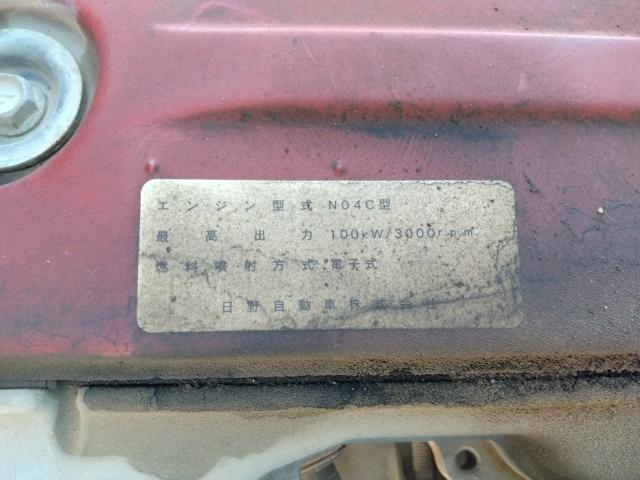 エンジン型式 N04C型
最高出力 100kW/3000r.p.m.
燃料噴射方式 電子式
日野自動車株式会社